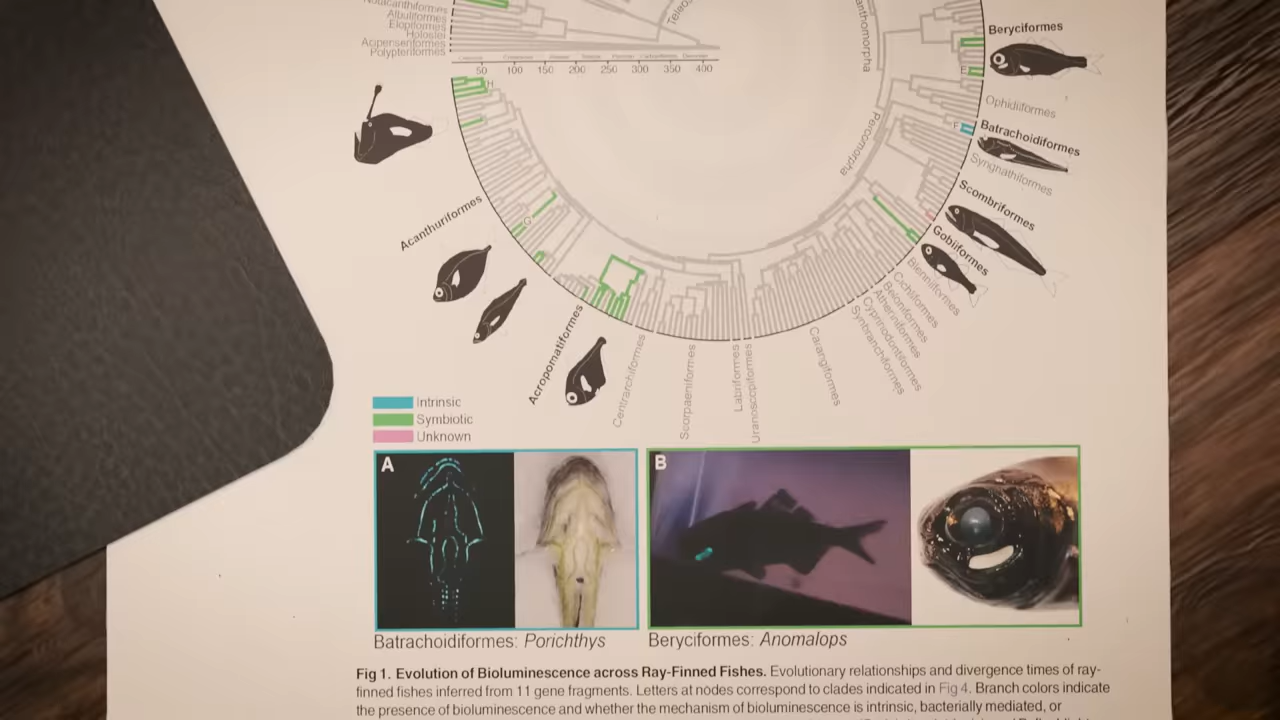 Albuliformes
Elopiformes
Holostei
Acipenseriformes
Polypteriformes
50 100 150 200 250 300 350 400
Percomorpha
Beryciformes
E
Ophidiiformes
F
Batrachoidiformes
Syngnathiformes
Scombriformes
Gobiiformes
Blenniiformes
Cichliformes
Beloniformes
Atheriniformes
Cyprinodontiformes
Synbranchiformes
Carangiformes
Uranoscopiformes
Labriformes
Scorpaeniformes
Centrarchiformes
Acropomatiformes
Acanthuriformes
G
H
Intrinsic
Symbiotic
Unknown
A
B
Batrachoidiformes: Porichthys
Beryciformes: Anomalops
Fig 1. Evolution of Bioluminescence across Ray-Finned Fishes. Evolutionary relationships and divergence times of ray-
finned fishes inferred from 11 gene fragments. Letters at nodes correspond to clades indicated in Fig 4. Branch colors indicate
the presence of bioluminescence and whether the mechanism of bioluminescence is intrinsic, bacterially mediated, or